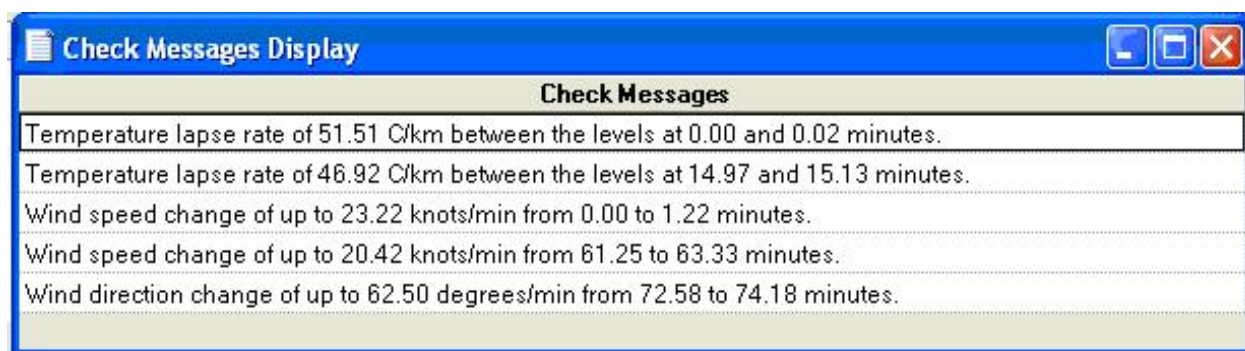 Check Messages Display
Check Messages
Temperature lapse rate of 51.51 C/km between the levels at 0.00 and 0.02 minutes.
Temperature lapse rate of 46.92 C/km between the levels at 14.97 and 15.13 minutes.
Wind speed change of up to 23.22 knots/min from 0.00 to 1.22 minutes.
Wind speed change of up to 20.42 knots/min from 61.25 to 63.33 minutes.
Wind direction change of up to 62.50 degrees/min from 72.58 to 74.18 minutes.